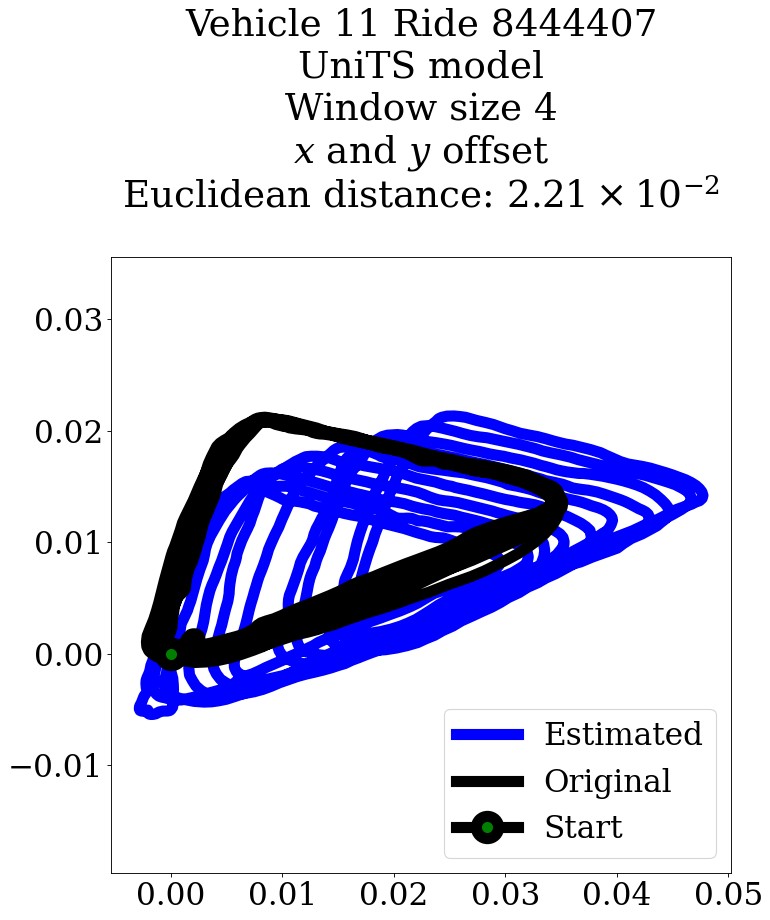 Vehicle 11 Ride 8444407
UniTS model
Window size 4
x and y offset
Euclidean distance: 2.21 × 10⁻²
0.03
0.02
0.01
0.00
−0.01
Estimated
Original
Start
0.00 0.01 0.02 0.03 0.04 0.05